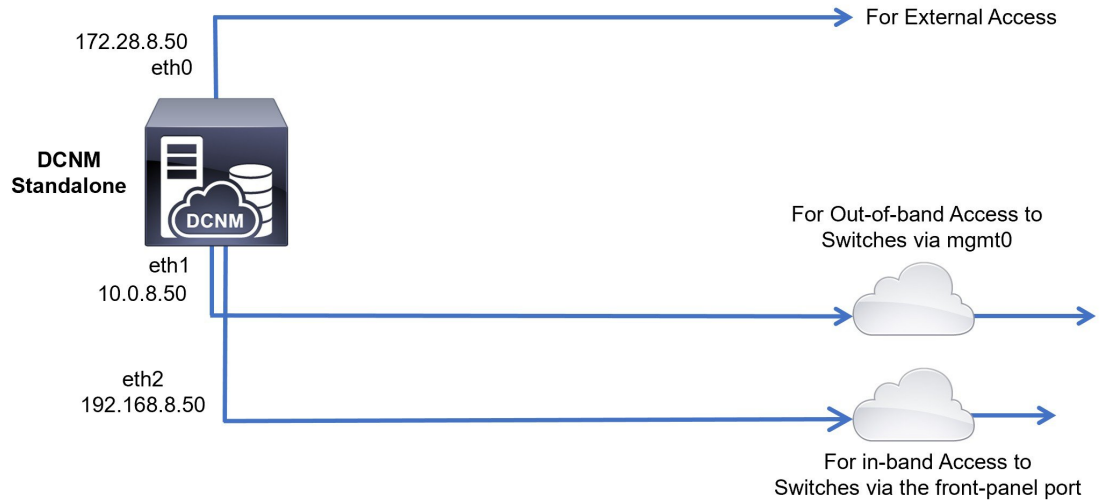 For External Access
172.28.8.50
eth0
DCNM
Standalone
DCNM
For Out-of-band Access to
Switches via mgmt0
eth1
10.0.8.50
eth2
192.168.8.50
For in-band Access to
Switches via the front-panel port